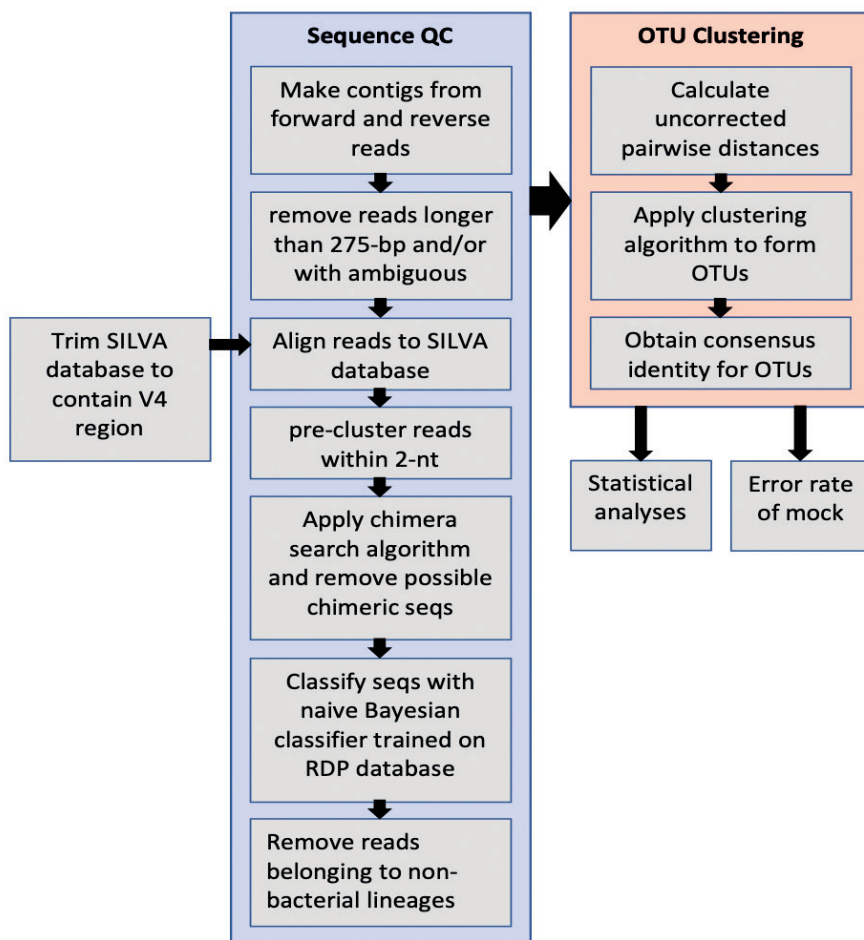 Sequence QC
Make contigs from
forward and reverse
reads
remove reads longer
than 275-bp and/or
with ambiguous
Trim SILVA
database to
contain V4
region
Align reads to SILVA
database
pre-cluster reads
within 2-nt
Apply chimera
search algorithm
and remove possible
chimeric seqs
Classify seqs with
naive Bayesian
classifier trained on
RDP database
Remove reads
belonging to non-
bacterial lineages
OTU Clustering
Calculate
uncorrected
pairwise distances
Apply clustering
algorithm to form
OTUs
Obtain consensus
identity for OTUs
Statistical
analyses
Error rate
of mock